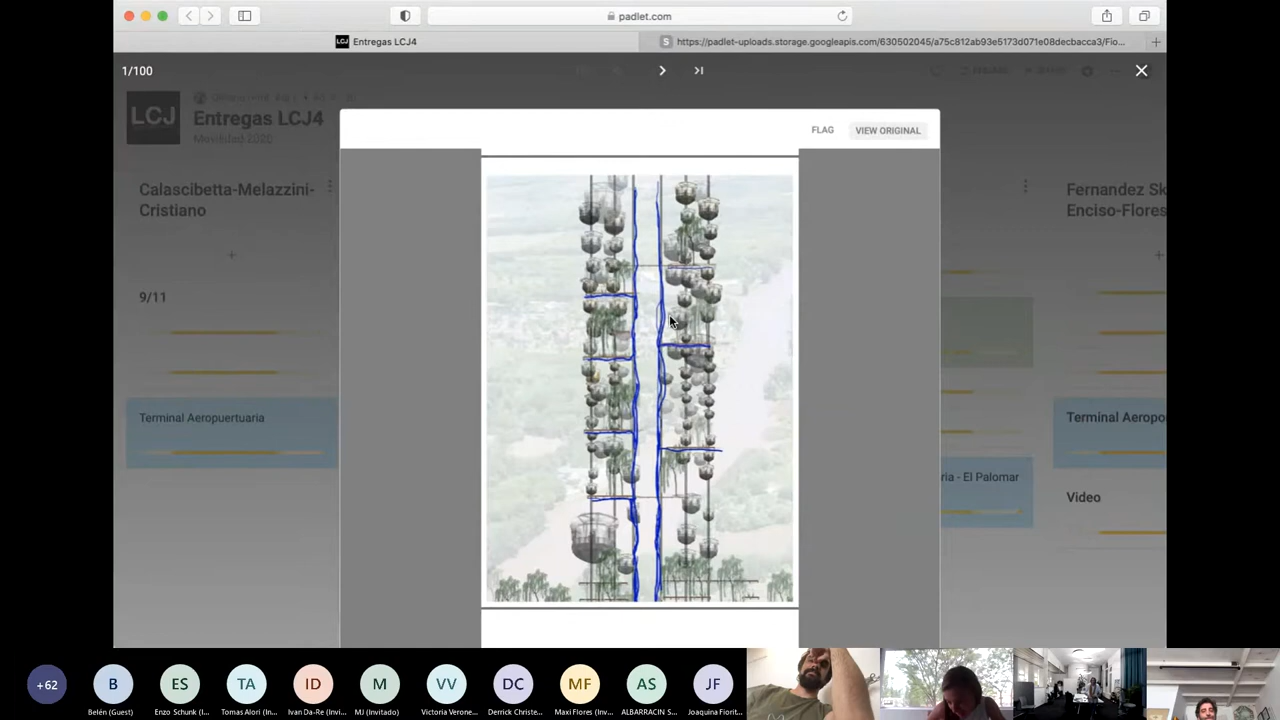 padlet.com
LCJ Entregas LCJ4
S https://padlet-uploads.storage.googleapis.com/630502045/a75c812ab93e5173d071e08decbacca3/Fio...
1/100
LCJ
Entregas LCJ4
Movilidad 2020
FLAG
VIEW ORIGINAL
Calascibetta-Melazzini-
Cristiano
Fernandez Sk
Enciso-Flores
9/11
Terminal Aeropuertuaria
Terminal Aeropo
ria - El Palomar
Video
+62
B
ES
TA
ID
M
VV
DC
MF
AS
JF
Belén (Guest)
Enzo Schunk (I...
Tomas Alori (In...
Ivan Da-Re (Invi...
MJ (Invitado)
Victoria Verone...
Derrick Christe...
Maxi Flores (Inv...
ALBARRACIN S...
Joaquina Fiorit...